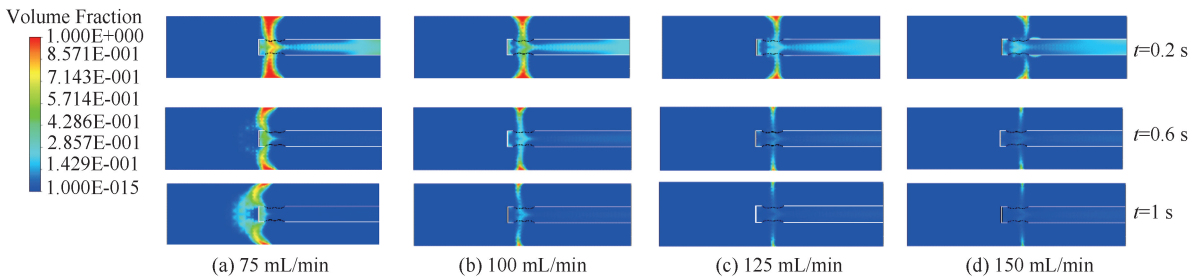 Volume Fraction
1.000E+000
8.571E-001
7.143E-001
5.714E-001
4.286E-001
2.857E-001
1.429E-001
1.000E-015
t=0.2 s
t=0.6 s
t=1 s
(a) 75 mL/min
(b) 100 mL/min
(c) 125 mL/min
(d) 150 mL/min